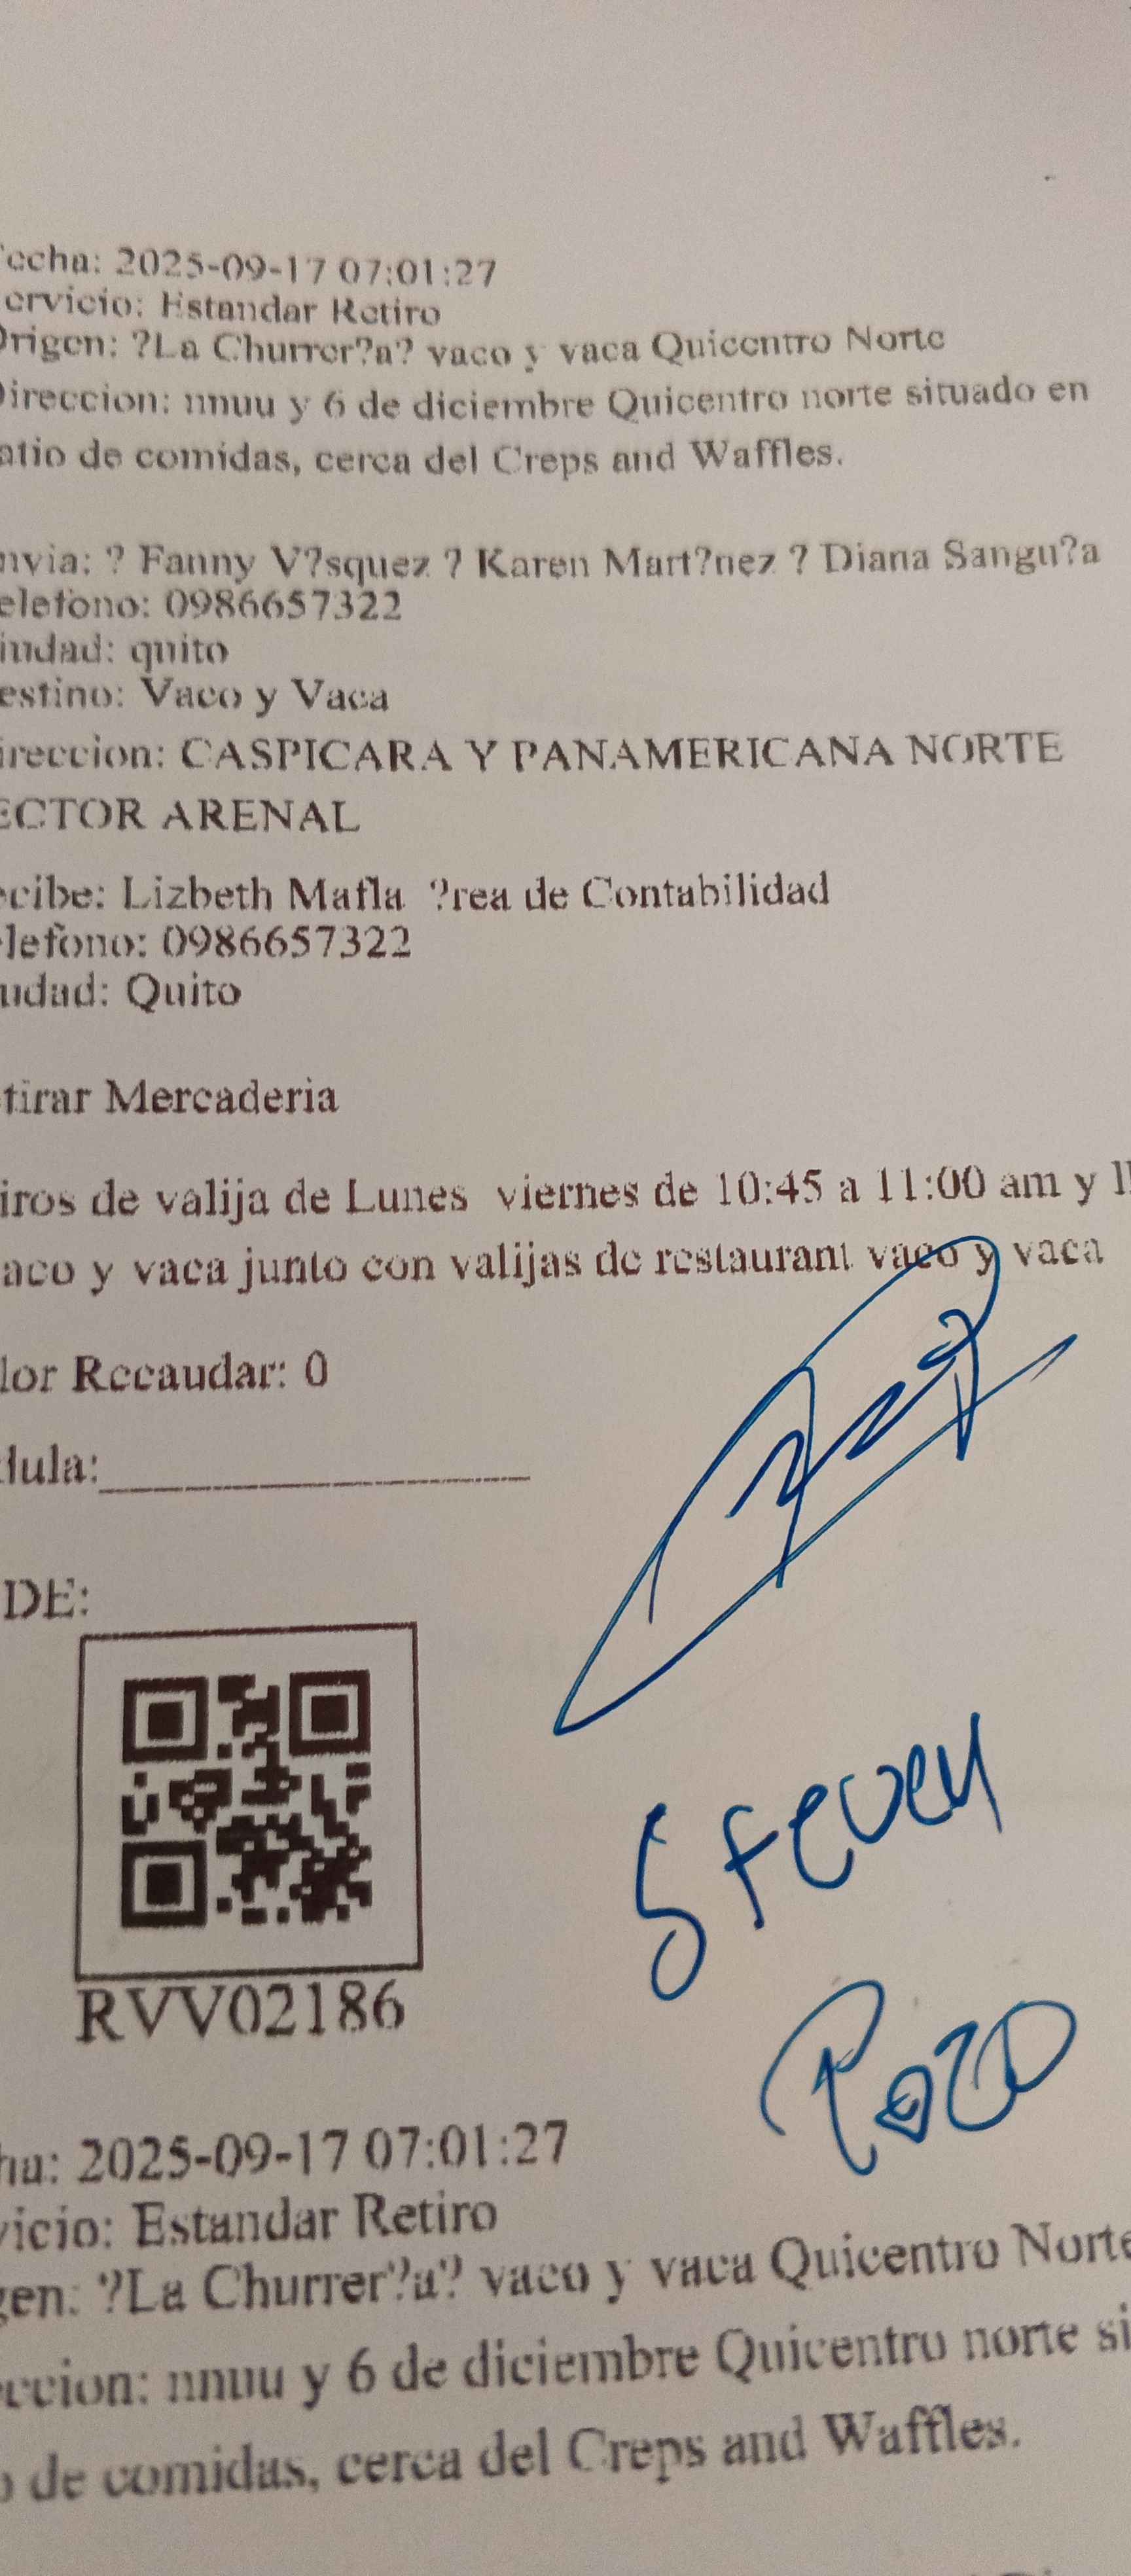 echa: 2025-09-17 07:01:27
ervicio: Estandar Retiro
Origen: ?La Churrer?a? vaco y vaca Quicentro Norte
Direccion: nnuu y 6 de diciembre Quicentro norte situado en
atio de comidas, cerca del Creps and Waffles.
nvia: ? Fanny V?squez ? Karen Mart?nez ? Diana Sangu?a
elefono: 0986657322
iudad: quito
estino: Vaco y Vaca
ireccion: CASPICARA Y PANAMERICANA NORTE
ECTOR ARENAL
ecibe: Lizbeth Mafla ?rea de Contabilidad
lefono: 0986657322
udad: Quito
tirar Mercaderia
iros de valija de Lunes viernes de 10:45 a 11:00 am y ll
aco y vaca junto con valijas de restaurant vaco y vaca
lor Recaudar: 0
dula:
DE:
Steven
Pozo
RVV02186
ha: 2025-09-17 07:01:27
vicio: Estandar Retiro
gen: ?La Churrer?a? vaco y vaca Quicentro Norte
eccion: nnuu y 6 de diciembre Quicentro norte si
o de comidas, cerca del Creps and Waffles.